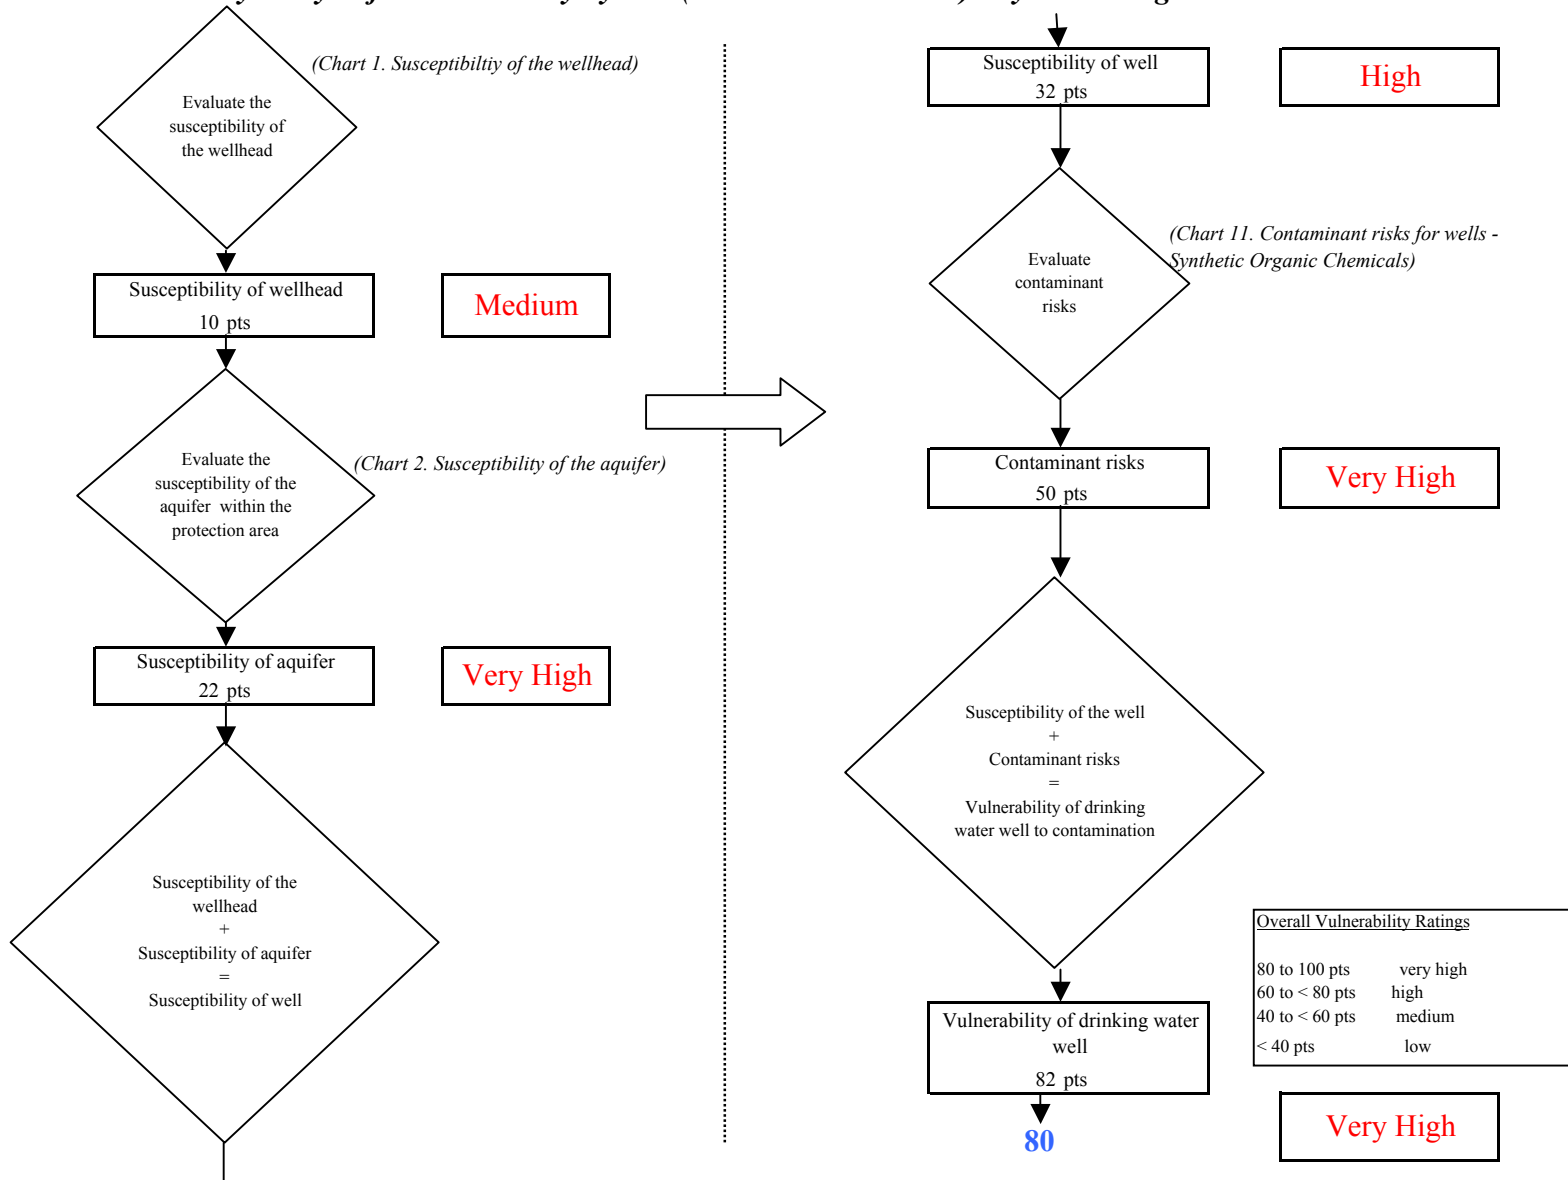 (Chart 1. Susceptibiltiy of the wellhead)
Evaluate the
susceptibility of
the wellhead
Susceptibility of wellhead
10 pts
Medium
Evaluate the
susceptibility of the
aquifer within the
protection area
(Chart 2. Susceptibility of the aquifer)
Susceptibility of aquifer
22 pts
Very High
Susceptibility of the
wellhead
+
Susceptibility of aquifer
=
Susceptibility of well
Susceptibility of well
32 pts
High
Evaluate
contaminant
risks
(Chart 11. Contaminant risks for wells -
Synthetic Organic Chemicals)
Contaminant risks
50 pts
Very High
Susceptibility of the well
+
Contaminant risks
=
Vulnerability of drinking
water well to contamination
Overall Vulnerability Ratings
80 to 100 pts very high
60 to < 80 pts high
40 to < 60 pts medium
< 40 pts low
Vulnerability of drinking water
well
82 pts
80
Very High